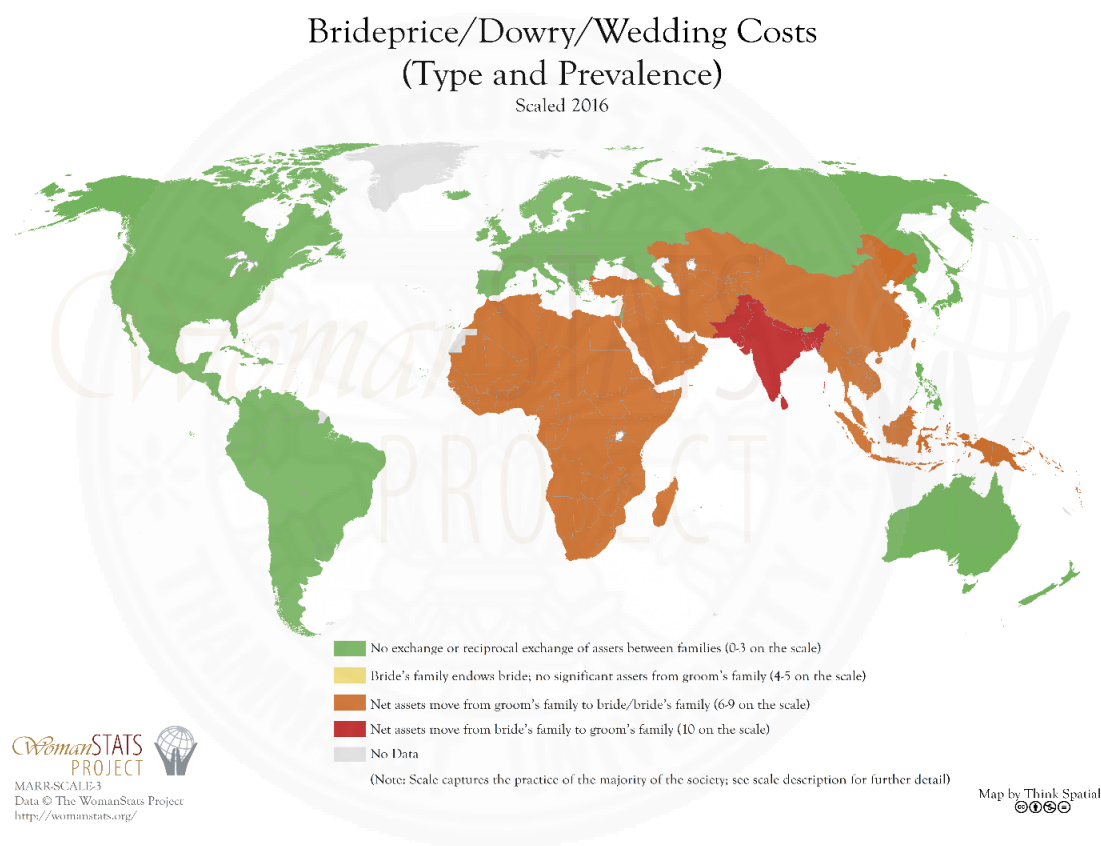 Brideprice/Dowry/Wedding Costs
(Type and Prevalence)
Scaled 2016
WomanSTATS
PROJECT
No exchange or reciprocal exchange of assets between families (0-3 on the scale)
Bride's family endows bride; no significant assets from groom's family (4-5 on the scale)
Net assets move from groom's family to bride/bride's family (6-9 on the scale)
Net assets move from bride's family to groom's family (10 on the scale)
No Data
(Note: Scale captures the practice of the majority of the society; see scale description for further detail)
WomanSTATS
PROJECT
MARR-SCALE-3
Data © The WomanStats Project
http://womanstats.org/
Map by Think Spatial